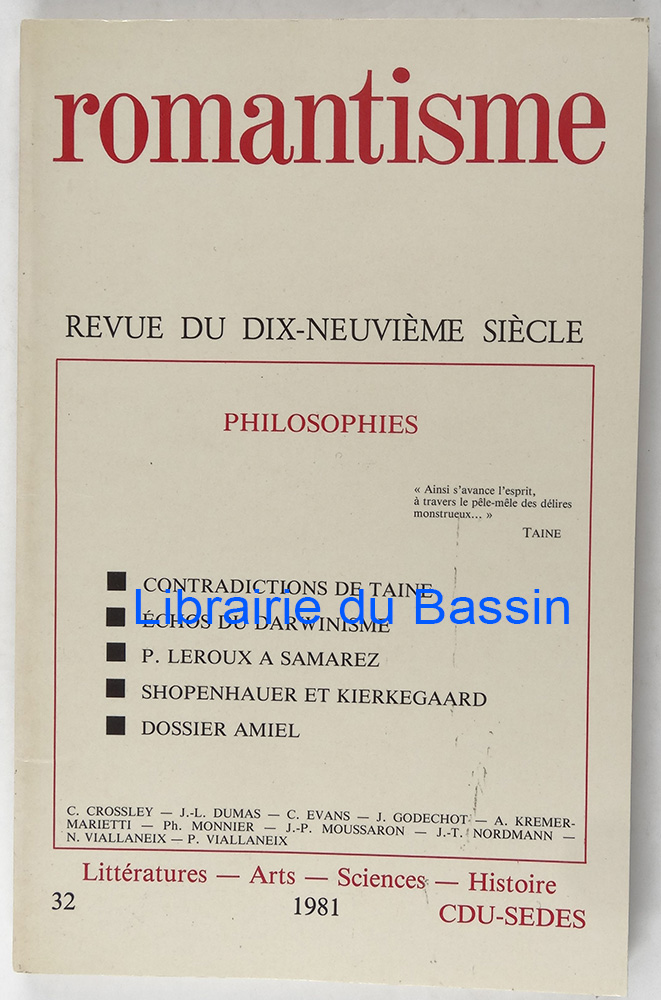 romantisme
REVUE DU DIX-NEUVIÈME SIÈCLE
PHILOSOPHIES
« Ainsi s'avance l'esprit,
à travers le pêle-mêle des délires
monstrueux... »
TAINE
■ CONTRADICTIONS DE TAINE
Librairie du Bassin
■ ÉCHOS DU DARWINISME
■ P. LEROUX A SAMAREZ
■ SHOPENHAUER ET KIERKEGAARD
■ DOSSIER AMIEL
C. CROSSLEY — J.-L. DUMAS — C. EVANS — J. GODECHOT — A. KREMER-
MARIETTI — Ph. MONNIER — J.-P. MOUSSARON — J.-T. NORDMANN —
N. VIALLANEIX — P. VIALLANEIX
Littératures — Arts — Sciences — Histoire
32 1981 CDU-SEDES